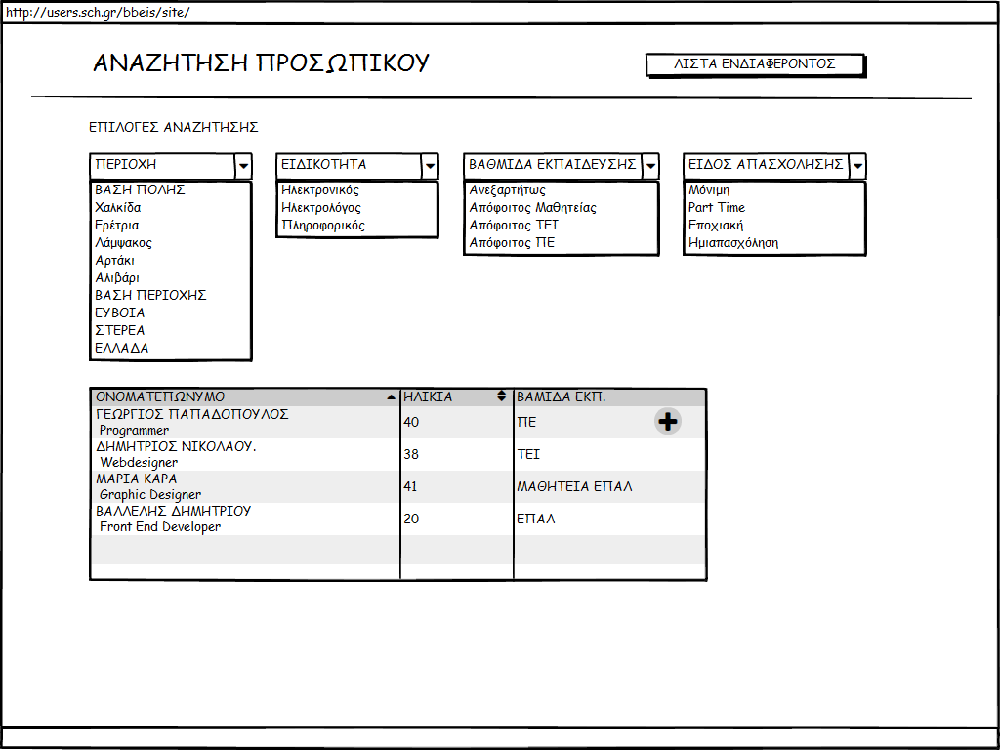 http://users.sch.gr/bbeis/site/
ΑΝΑΖΗΤΗΣΗ ΠΡΟΣΩΠΙΚΟΥ
ΛΙΣΤΑ ΕΝΔΙΑΦΕΡΟΝΤΟΣ
ΕΠΙΛΟΓΕΣ ΑΝΑΖΗΤΗΣΗΣ
ΠΕΡΙΟΧΗ
ΒΑΣΗ ΠΟΛΗΣ
Χαλκίδα
Ερέτρια
Λάμψακος
Αρτάκι
Αλιβάρι
ΒΑΣΗ ΠΕΡΙΟΧΗΣ
ΕΥΒΟΙΑ
ΣΤΕΡΕΑ
ΕΛΛΑΔΑ
ΕΙΔΙΚΟΤΗΤΑ
Ηλεκτρονικός
Ηλεκτρολόγος
Πληροφορικός
ΒΑΘΜΙΔΑ ΕΚΠΑΙΔΕΥΣΗΣ
Ανεξαρτήτως
Απόφοιτος Μαθητείας
Απόφοιτος ΤΕΙ
Απόφοιτος ΠΕ
ΕΙΔΟΣ ΑΠΑΣΧΟΛΗΣΗΣ
Μόνιμη
Part Time
Εποχιακή
Ημιαπασχόληση
ΟΝΟΜΑΤΕΠΩΝΥΜΟ ΗΛΙΚΙΑ ΒΑΜΙΔΑ ΕΚΠ.
ΓΕΩΡΓΙΟΣ ΠΑΠΑΔΟΠΟΥΛΟΣ
Programmer
40
ΠΕ
ΔΗΜΗΤΡΙΟΣ ΝΙΚΟΛΑΟΥ.
Webdesigner
38
ΤΕΙ
ΜΑΡΙΑ ΚΑΡΑ
Graphic Designer
41
ΜΑΘΗΤΕΙΑ ΕΠΑΛ
ΒΑΛΛΕΛΗΣ ΔΗΜΗΤΡΙΟΥ
Front End Developer
20
ΕΠΑΛ